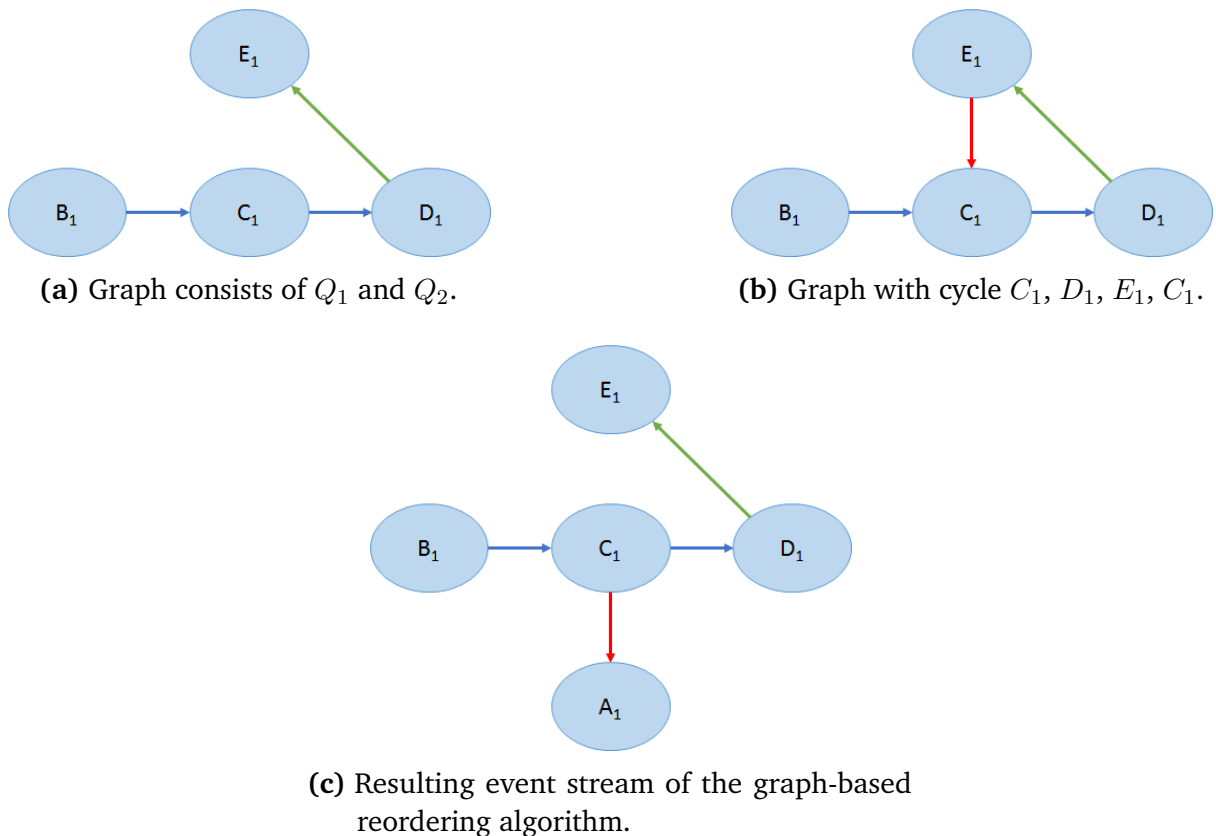 E₁
B₁ C₁ D₁
(a) Graph consists of Q₁ and Q₂.
E₁
B₁ C₁ D₁
(b) Graph with cycle C₁, D₁, E₁, C₁.
E₁
B₁ C₁ D₁
A₁
(c) Resulting event stream of the graph-based
reordering algorithm.